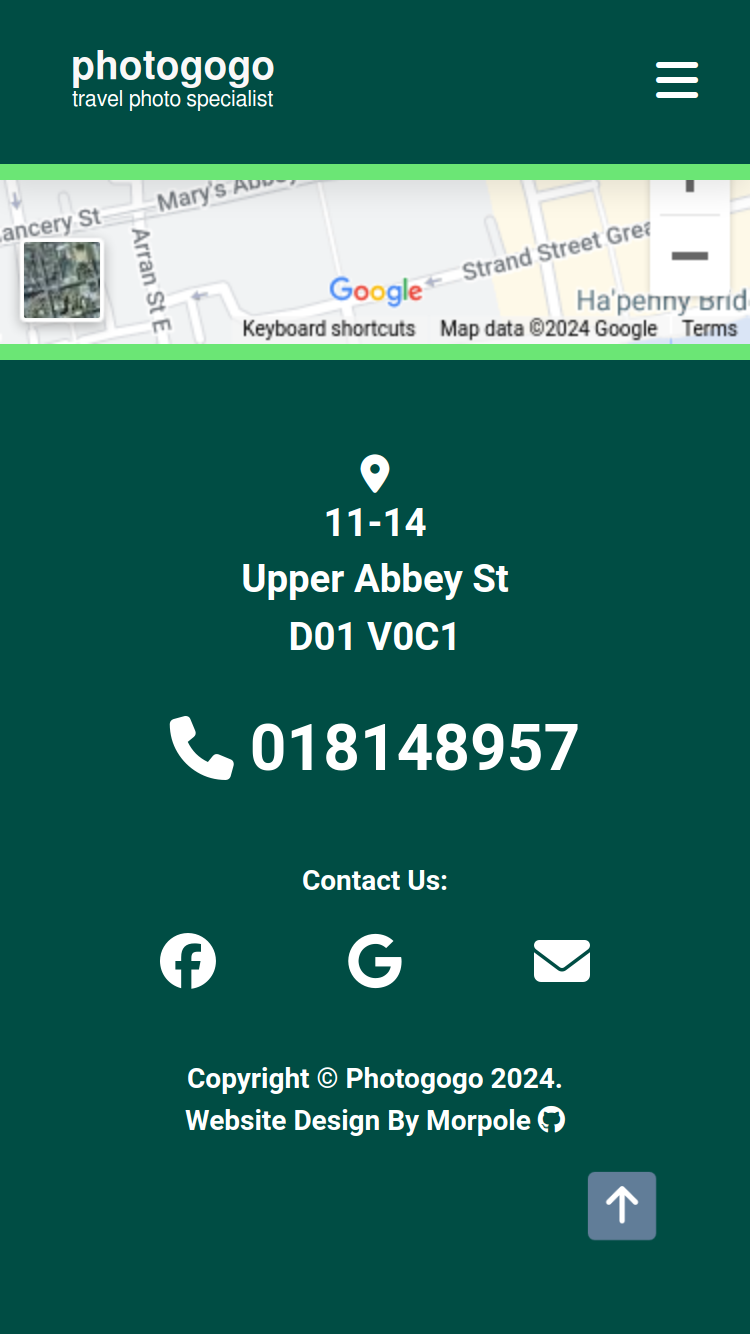 photogogo
travel photo specialist
Mary's Abbey
ancery St
Arran St E
Strand Street Grea
Google
Ha'penny Brid
Keyboard shortcuts
Map data ©2024 Google
Terms
11-14
Upper Abbey St
D01 V0C1
018148957
Contact Us:
Copyright © Photogogo 2024.
Website Design By Morpole